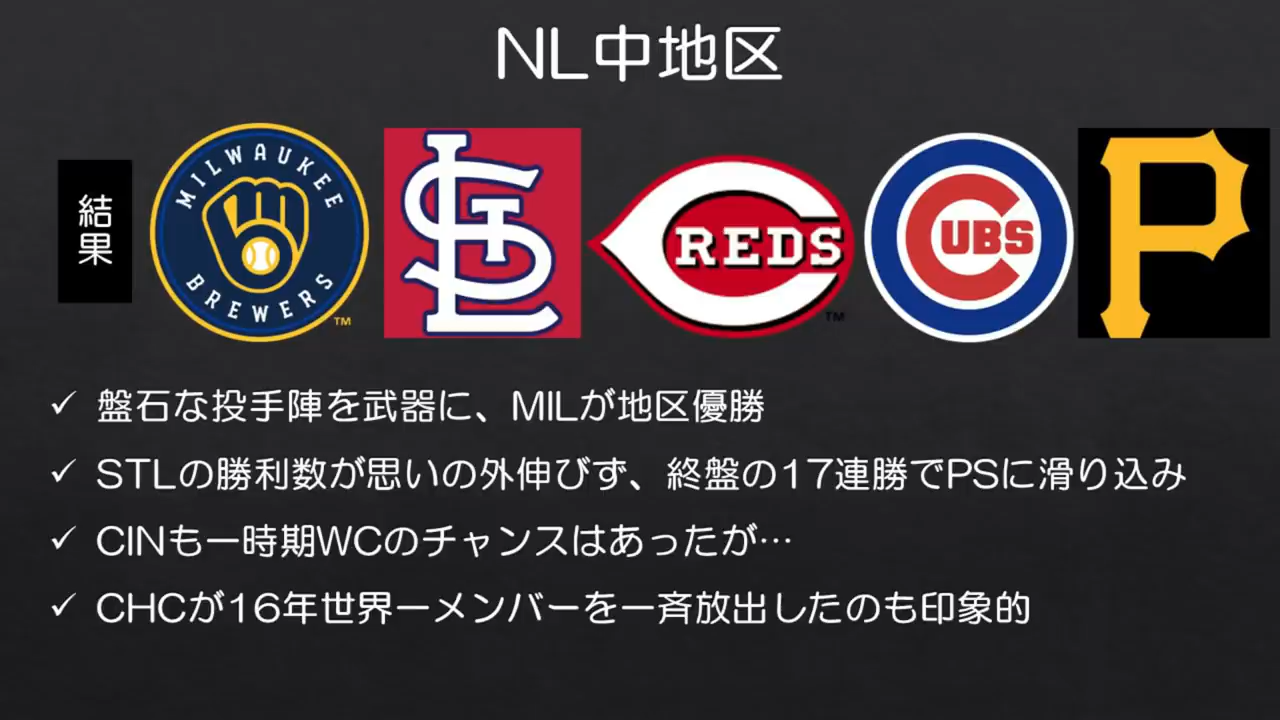 NL中地区
結果
MILWAUKEE
BREWERS
TM
STL
REDS
TM
CUBS
P
✓ 盤石な投手陣を武器に、MILが地区優勝
✓ STLの勝利数が思いの外伸びず、終盤の17連勝でPSに滑り込み
✓ CINも一時期WCのチャンスはあったが…
✓ CHCが16年世界一メンバーを一斉放出したのも印象的